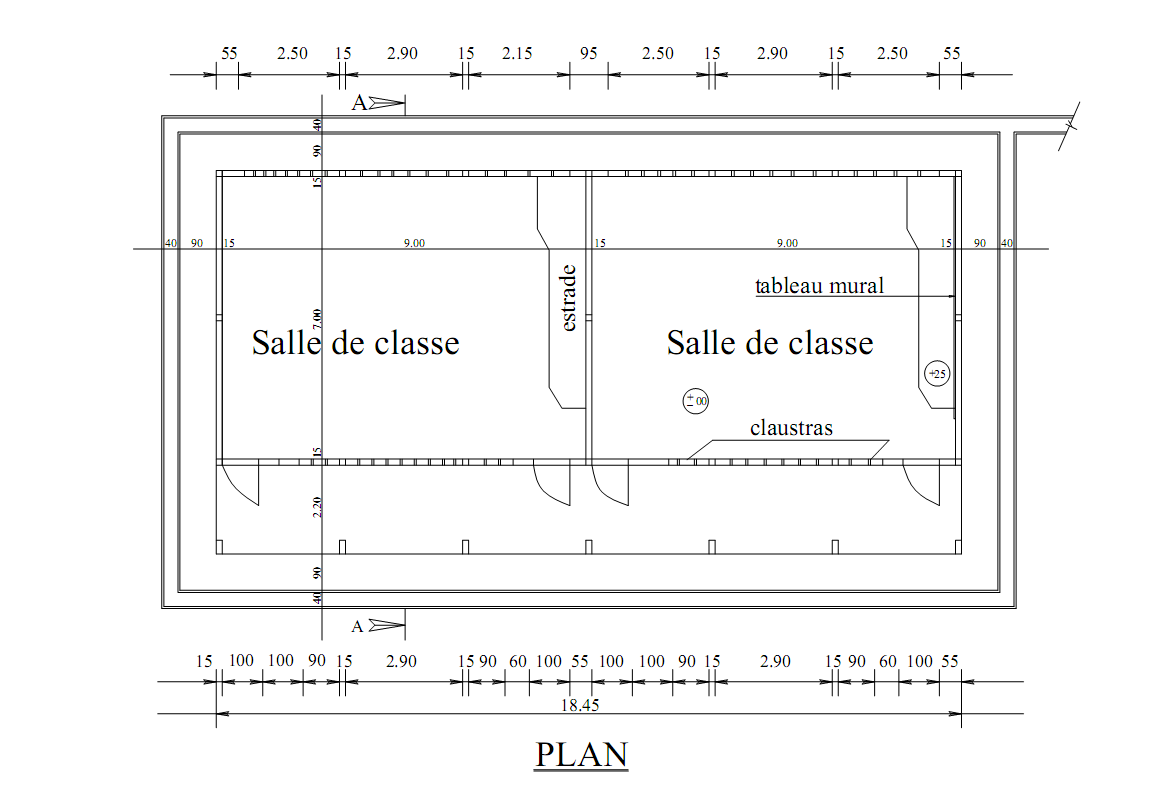 55 2.50 15 2.90 15 2.15 95 2.50 15 2.90 15 2.50 55
A
40
90
15
40 90 15 9.00 15 9.00 15 90 40
estrade
tableau mural
7.00
Salle de classe Salle de classe
+25
± 00
claustras
15
2.20
90
40
A
15 100 100 90 15 2.90 15 90 60 100 55 100 100 90 15 2.90 15 90 60 100 55
18.45
PLAN